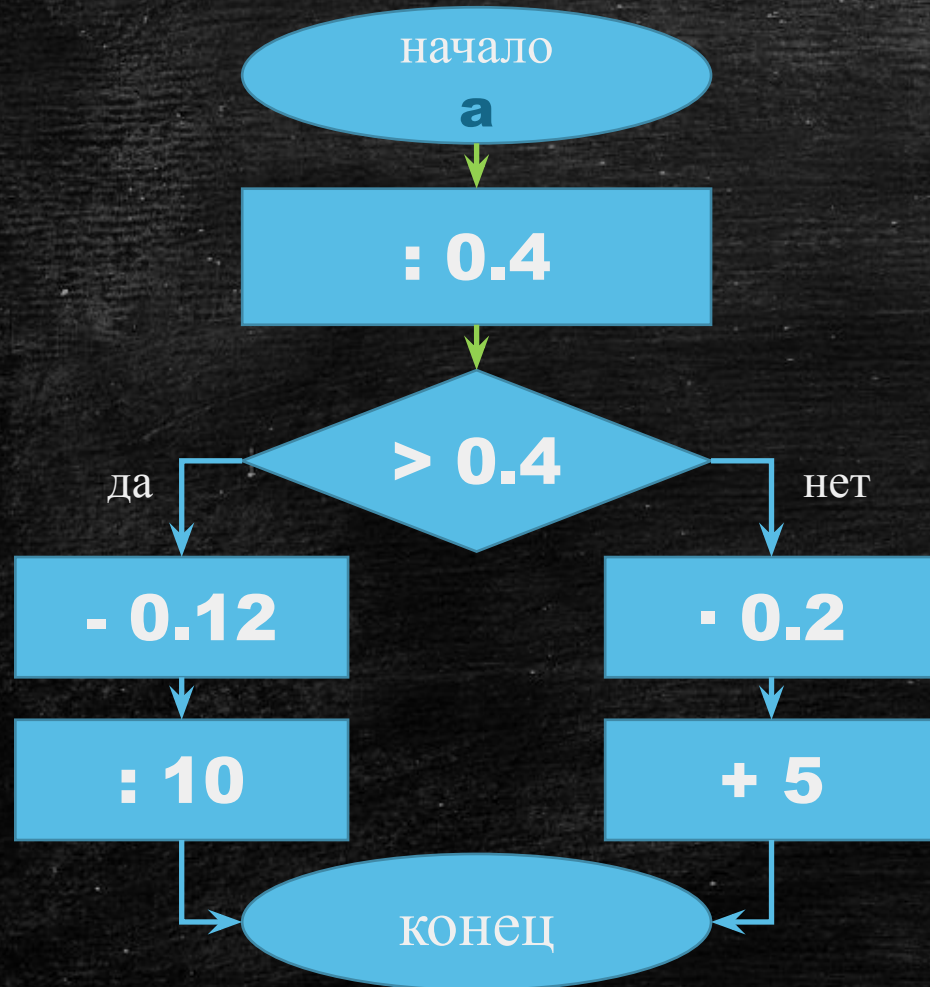 начало
a
: 0.4
> 0.4
да
нет
- 0.12
· 0.2
: 10
+ 5
конец